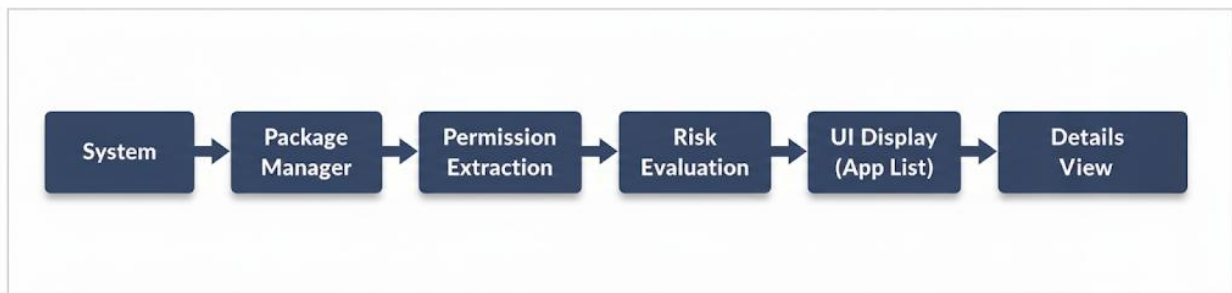 System
Package
Manager
Permission
Extraction
Risk
Evaluation
UI Display
(App List)
Details
View